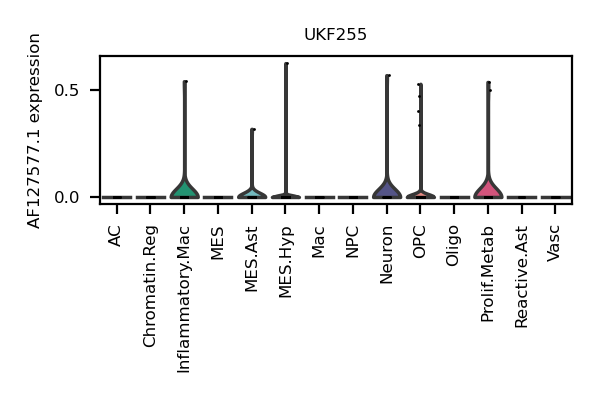 UKF255
AF127577.1 expression
0.5
0.0
AC
Chromatin.Reg
Inflammatory.Mac
MES
MES.Ast
MES.Hyp
Mac
NPC
Neuron
OPC
Oligo
Prolif.Metab
Reactive.Ast
Vasc